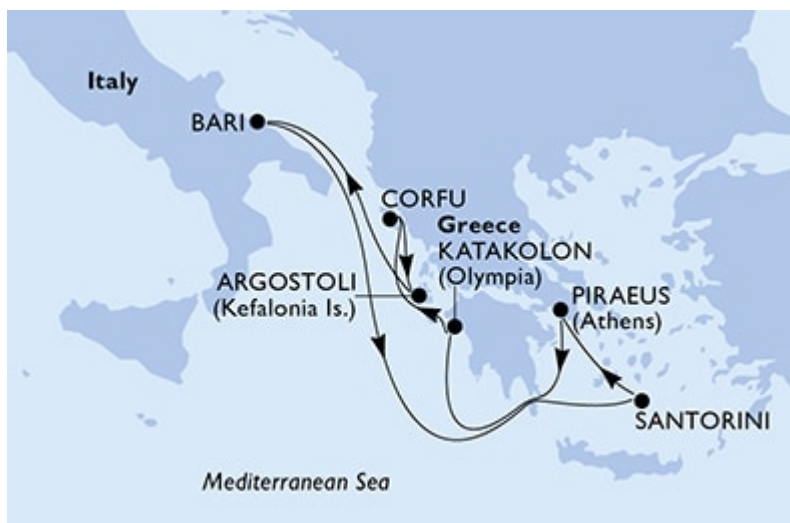 Italy
BARI
CORFU
Greece
KATAKOLON
(Olympia)
ARGOSTOLI
(Kefalonia Is.)
PIRAEUS
(Athens)
SANTORINI
Mediterranean Sea